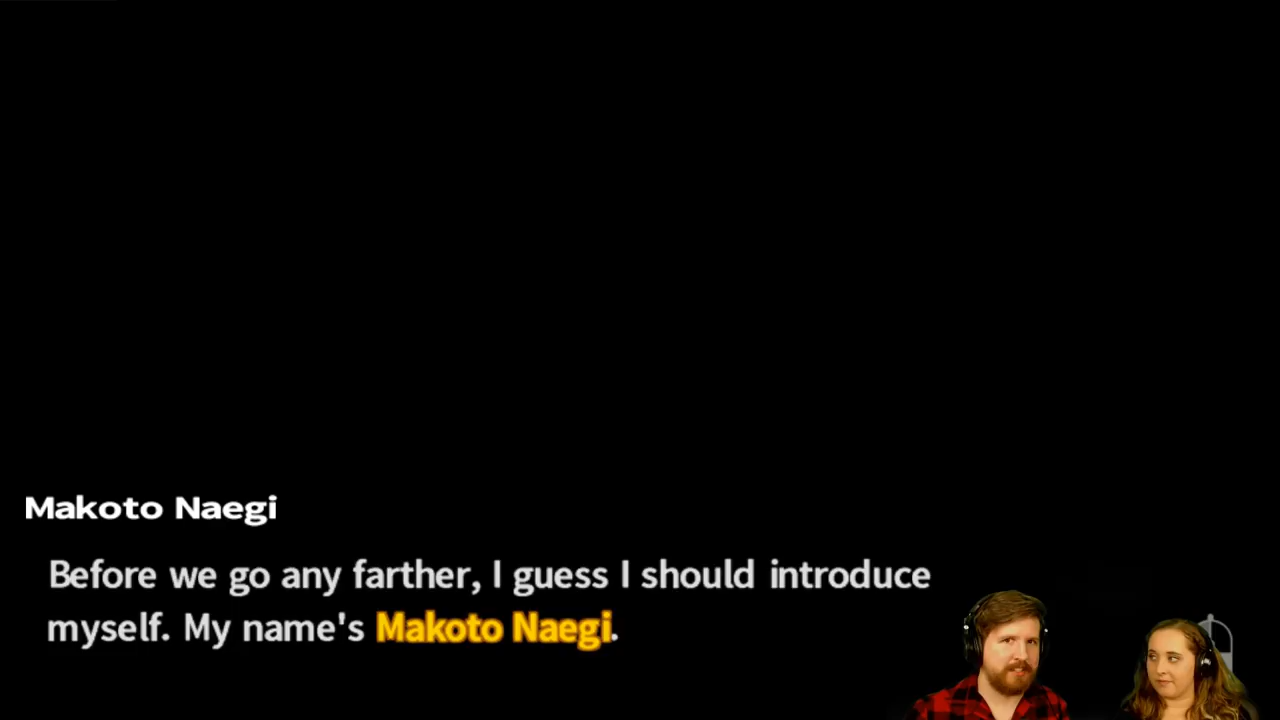 Makoto Naegi
Before we go any farther, I guess I should introduce
myself. My name's Makoto Naegi.